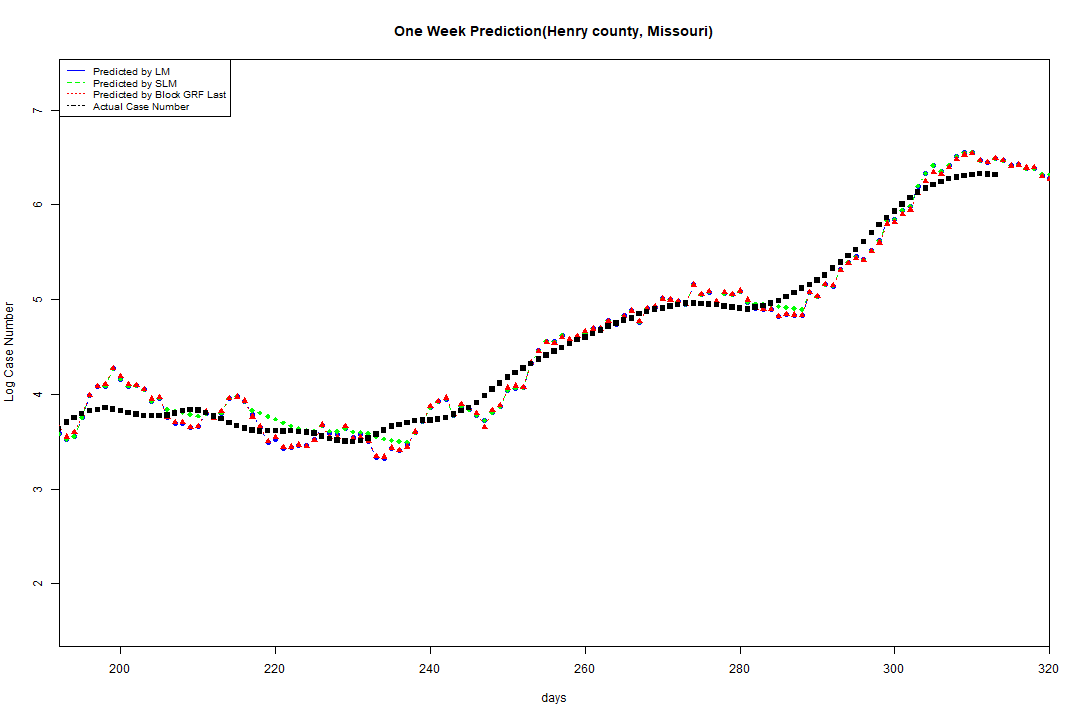 One Week Prediction(Henry county, Missouri)
Predicted by LM
Predicted by SLM
Predicted by Block GRF Last
Actual Case Number
7
6
5
4
3
2
Log Case Number
200 220 240 260 280 300 320
days